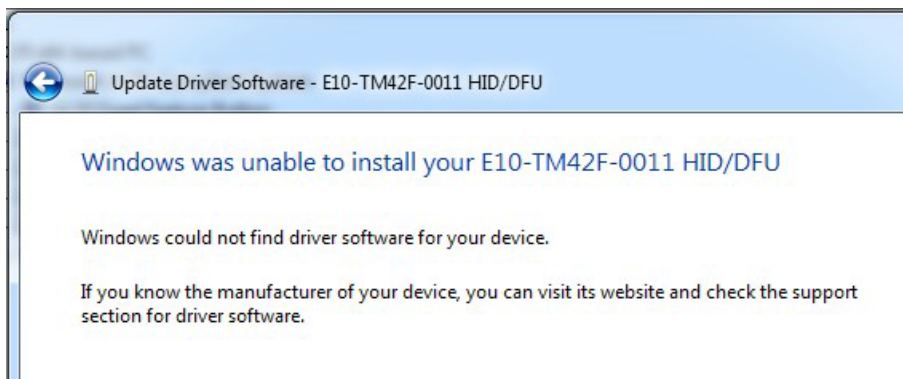 Update Driver Software - E10-TM42F-0011 HID/DFU
Windows was unable to install your E10-TM42F-0011 HID/DFU
Windows could not find driver software for your device.
If you know the manufacturer of your device, you can visit its website and check the support
section for driver software.